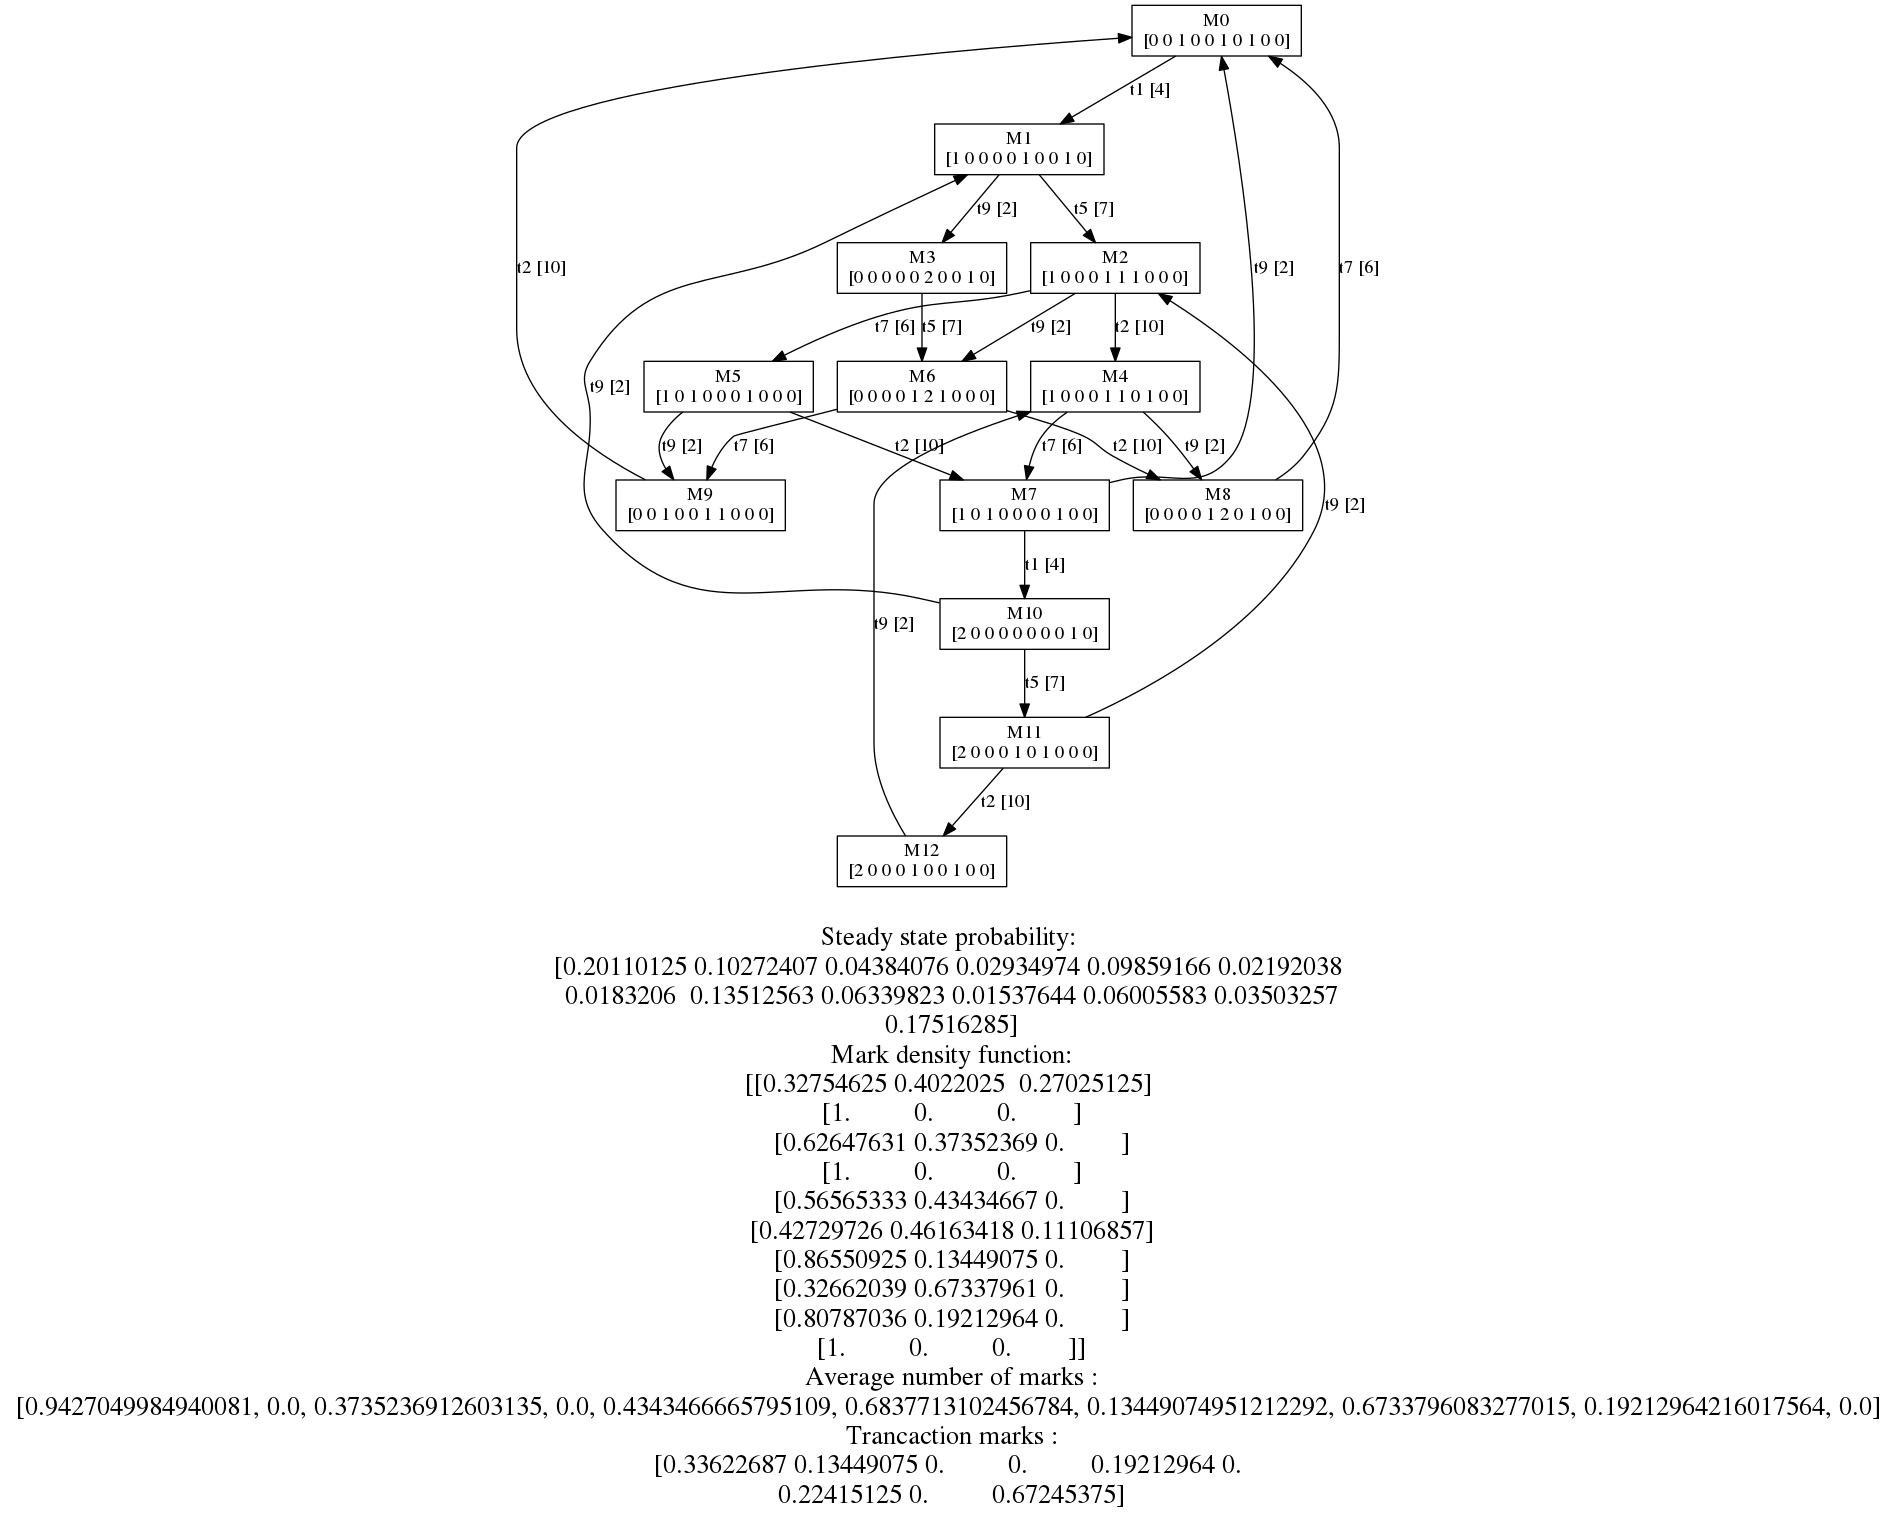 M0
[0 0 1 0 0 1 0 1 0 0]
t1 [4]
M1
[1 0 0 0 0 1 0 0 1 0]
t9 [2]
t5 [7]
M3
[0 0 0 0 0 2 0 0 1 0]
M2
[1 0 0 0 1 1 1 0 0 0]
t2 [10]
t9 [2]
t7 [6]
t7 [6]
t5 [7]
t9 [2]
t2 [10]
M5
[1 0 1 0 0 0 1 0 0 0]
M6
[0 0 0 0 1 2 1 0 0 0]
M4
[1 0 0 0 1 1 0 1 0 0]
t9 [2]
t9 [2]
t7 [6]
t2 [10]
t7 [6]
t2 [10]
t9 [2]
M9
[0 0 1 0 0 1 1 0 0 0]
M7
[1 0 1 0 0 0 0 1 0 0]
M8
[0 0 0 0 1 2 0 1 0 0]
t9 [2]
t1 [4]
M10
[2 0 0 0 0 0 0 0 1 0]
t9 [2]
t5 [7]
M11
[2 0 0 0 1 0 1 0 0 0]
t2 [10]
M12
[2 0 0 0 1 0 0 1 0 0]
Steady state probability:
[0.20110125 0.10272407 0.04384076 0.02934974 0.09859166 0.02192038
0.0183206 0.13512563 0.06339823 0.01537644 0.06005583 0.03503257
0.17516285]
Mark density function:
[[0.32754625 0.4022025 0.27025125]
[1. 0. 0. ]
[0.62647631 0.37352369 0. ]
[1. 0. 0. ]
[0.56565333 0.43434667 0. ]
[0.42729726 0.46163418 0.11106857]
[0.86550925 0.13449075 0. ]
[0.32662039 0.67337961 0. ]
[0.80787036 0.19212964 0. ]
[1. 0. 0. ]]
Average number of marks :
[0.9427049984940081, 0.0, 0.3735236912603135, 0.0, 0.4343466665795109, 0.6837713102456784, 0.13449074951212292, 0.6733796083277015, 0.19212964216017564, 0.0]
Trancaction marks :
[0.33622687 0.13449075 0. 0. 0.19212964 0.
0.22415125 0. 0.67245375]